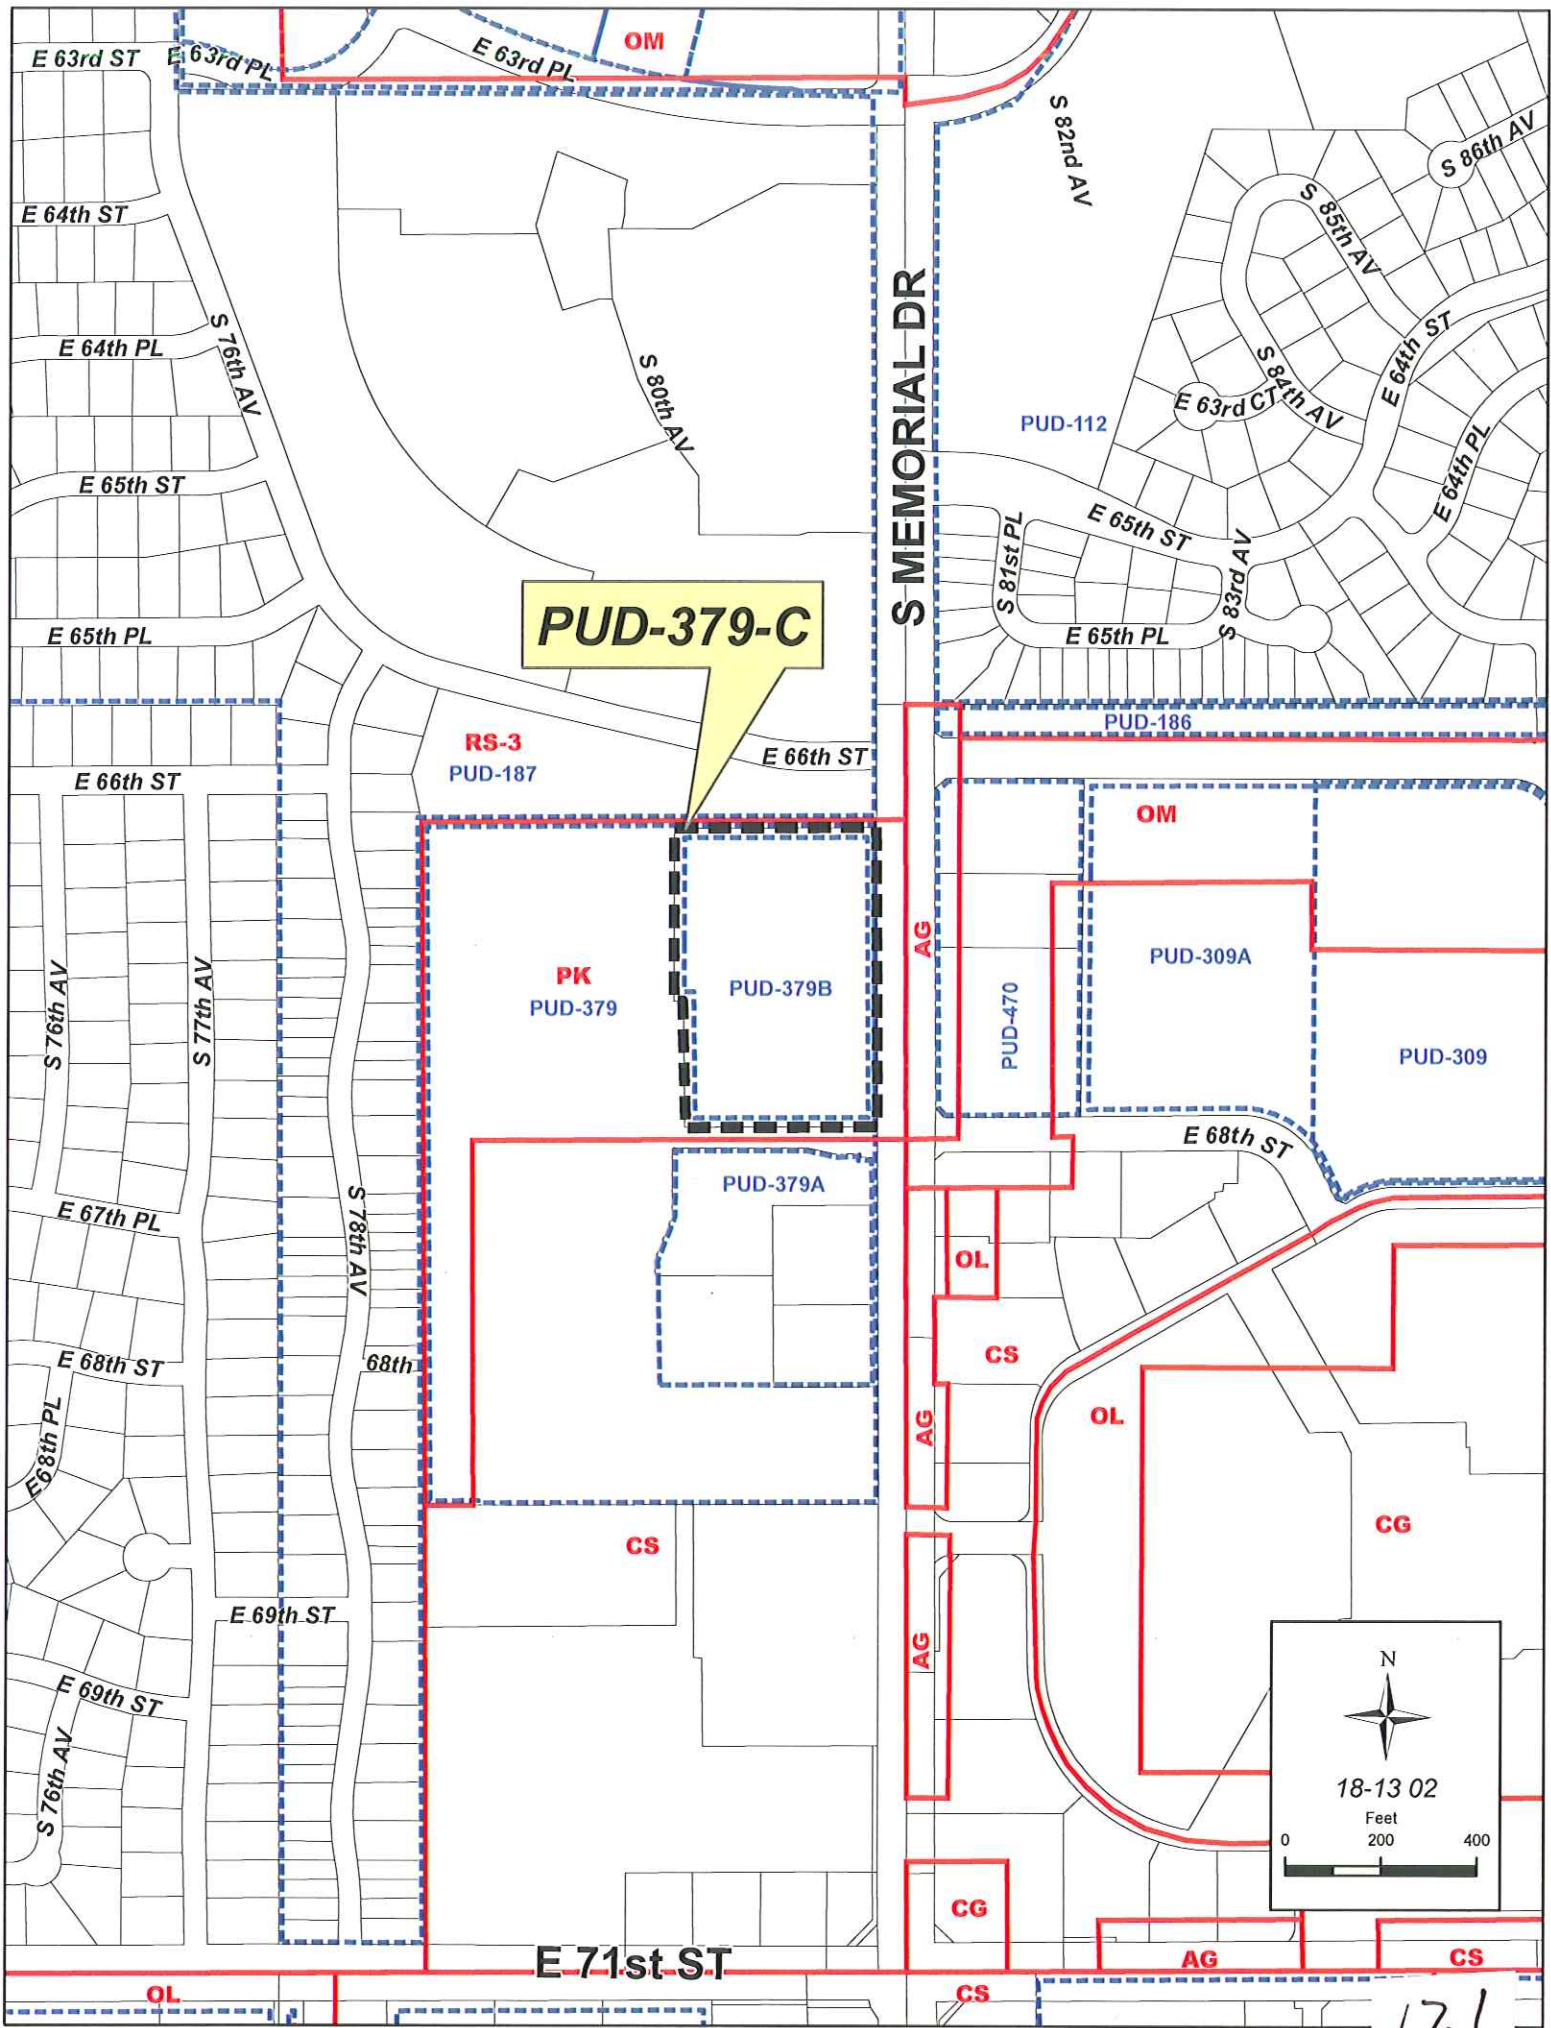 OM
E 63rd ST
E 63rd PL
E 63rd PL
S 82nd AV
S 86th AV
E 64th ST
S 85th AV
S MEMORIAL DR
E 64th PL
S 76th AV
S 80th AV
E 64th ST
S 84th AV
E 63rd CT
PUD-112
E 64th PL
E 65th ST
E 65th ST
S 81st PL
S 83rd AV
PUD-379-C
E 65th PL
E 65th PL
PUD-186
RS-3
PUD-187
E 66th ST
E 66th ST
OM
AG
PUD-309A
PK
PUD-379
PUD-379B
PUD-470
S 76th AV
S 77th AV
PUD-309
E 68th ST
PUD-379A
E 67th PL
S 78th AV
OL
CS
E 68th ST
68th
E 68th PL
AG
OL
CG
CS
E 69th ST
AG
E 69th ST
S 76th AV
N
18-13 02
Feet
0 200 400
CG
E 71st ST
AG
CS
OL
CS
121